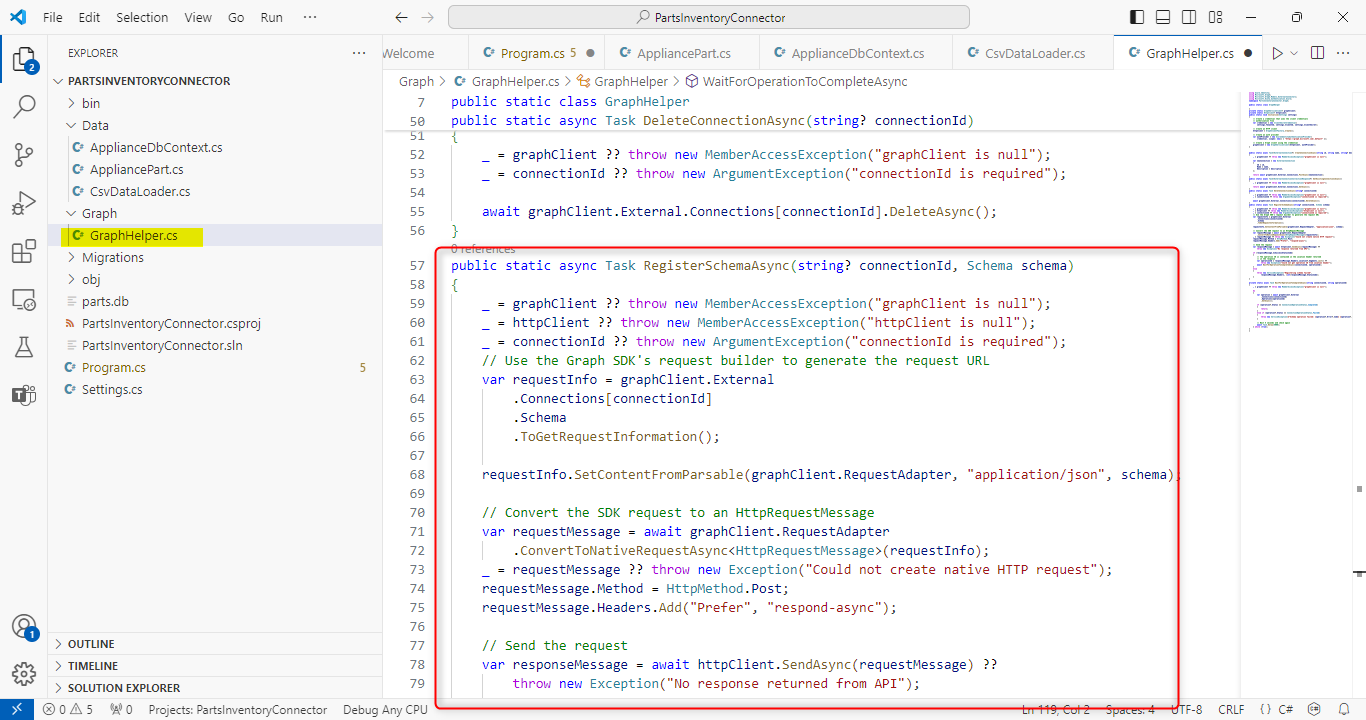 File Edit Selection View Go Run ··· PartsInventoryConnector
EXPLORER
PARTSINVENTORYCONNECTOR
bin
Data
ApplianceDbContext.cs
AppliancePart.cs
CsvDataLoader.cs
Graph
GraphHelper.cs
Migrations
obj
parts.db
PartsInventoryConnector.csproj
PartsInventoryConnector.sln
Program.cs 5
Settings.cs
OUTLINE
TIMELINE
SOLUTION EXPLORER
2
1
Welcome Program.cs 5 AppliancePart.cs ApplianceDbContext.cs CsvDataLoader.cs GraphHelper.cs
Graph > GraphHelper.cs > GraphHelper > WaitForOperationToCompleteAsync
7 public static class GraphHelper
50 public static async Task DeleteConnectionAsync(string? connectionId)
51 {
52 _ = graphClient ?? throw new MemberAccessException("graphClient is null");
53 _ = connectionId ?? throw new ArgumentException("connectionId is required");
54
55 await graphClient.External.Connections[connectionId].DeleteAsync();
56 }
0 references
57 public static async Task RegisterSchemaAsync(string? connectionId, Schema schema)
58 {
59 _ = graphClient ?? throw new MemberAccessException("graphClient is null");
60 _ = httpClient ?? throw new MemberAccessException("httpClient is null");
61 _ = connectionId ?? throw new ArgumentException("connectionId is required");
62 // Use the Graph SDK's request builder to generate the request URL
63 var requestInfo = graphClient.External
64 .Connections[connectionId]
65 .Schema
66 .ToGetRequestInformation();
67
68 requestInfo.SetContentFromParsable(graphClient.RequestAdapter, "application/json", schema);
69
70 // Convert the SDK request to an HttpRequestMessage
71 var requestMessage = await graphClient.RequestAdapter
72 .ConvertToNativeRequestAsync<HttpRequestMessage>(requestInfo);
73 _ = requestMessage ?? throw new Exception("Could not create native HTTP request");
74 requestMessage.Method = HttpMethod.Post;
75 requestMessage.Headers.Add("Prefer", "respond-async");
76
77 // Send the request
78 var responseMessage = await httpClient.SendAsync(requestMessage) ??
79 throw new Exception("No response returned from API");
0 5 0 Projects: PartsInventoryConnector Debug Any CPU Ln 119, Col 2 Spaces: 4 UTF-8 CRLF {} C#